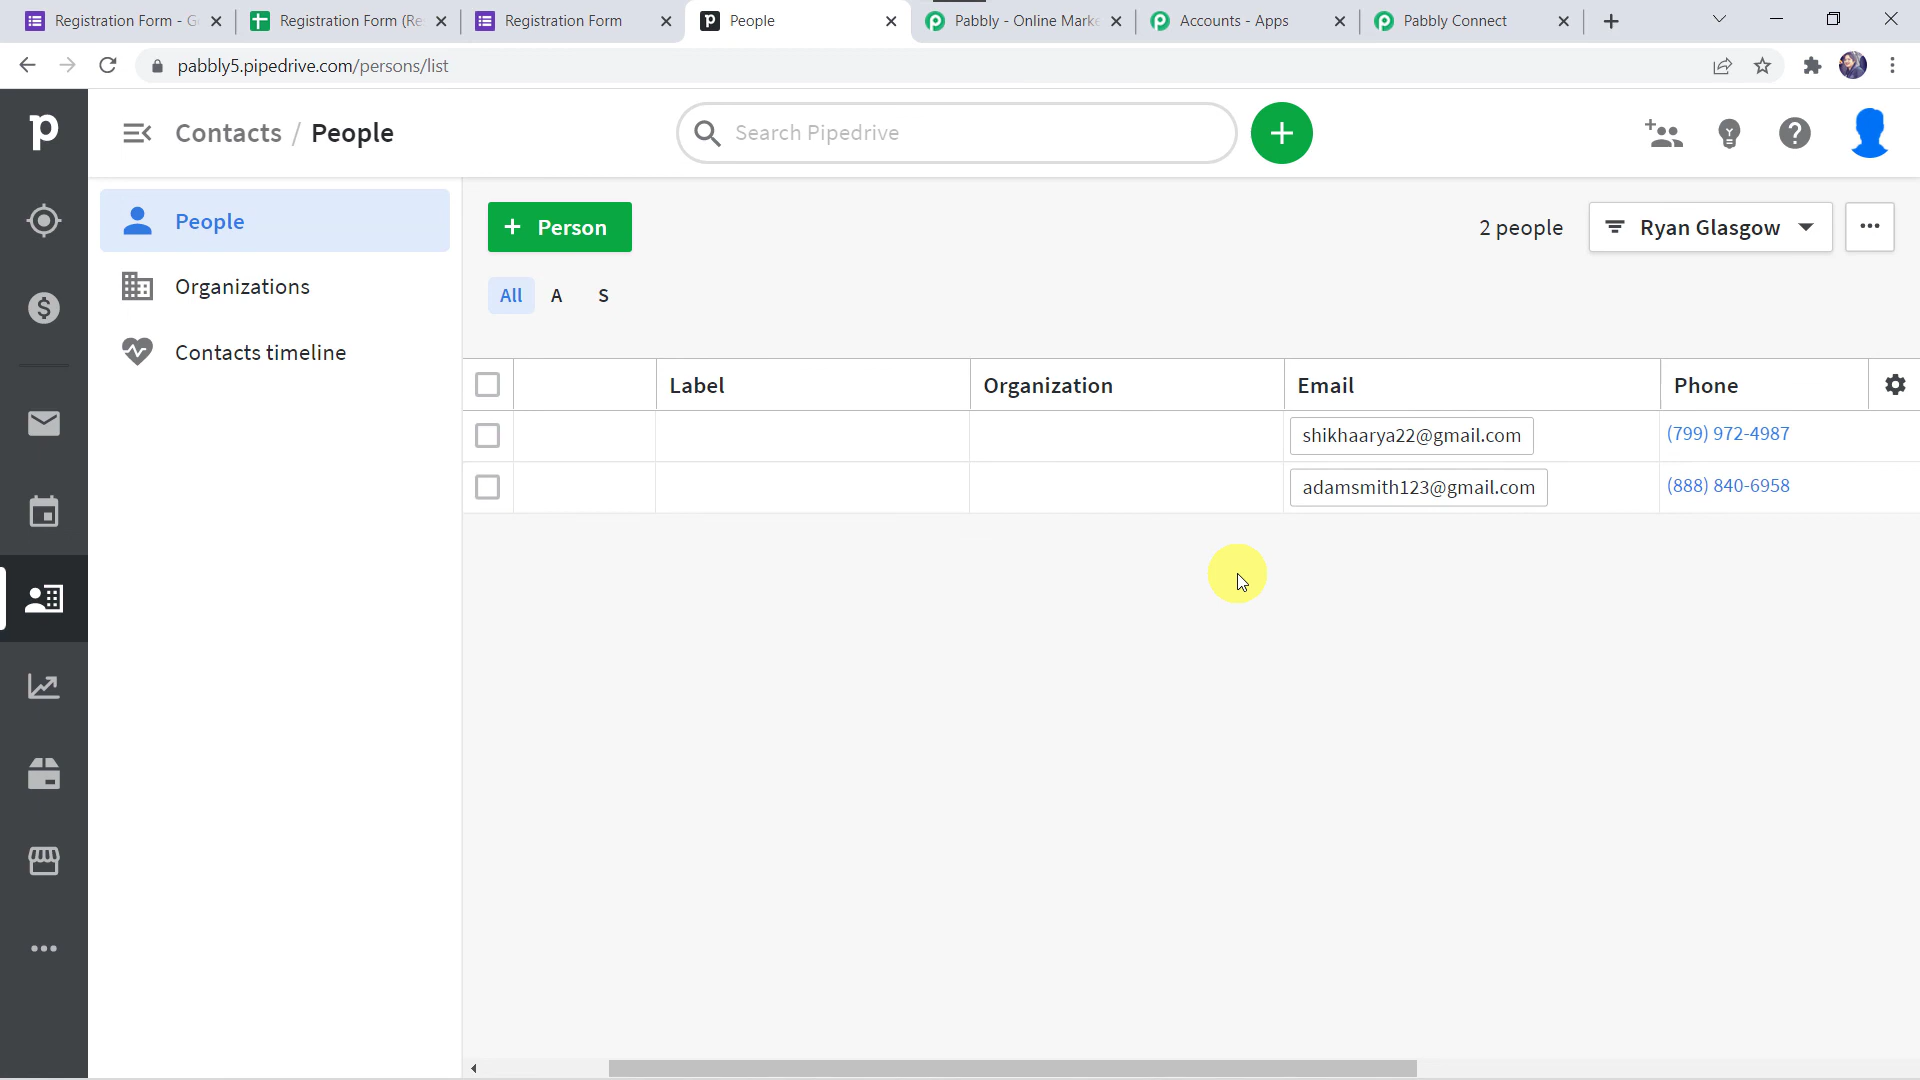 Registration Form - G
Registration Form (Re
Registration Form
People
Pabbly - Online Marke
Accounts - Apps
Pabbly Connect
pabbly5.pipedrive.com/persons/list
Contacts / People
Search Pipedrive
People
Organizations
Contacts timeline
+ Person
2 people
Ryan Glasgow
All A S
Label Organization Email Phone
shikhaarya22@gmail.com (799) 972-4987
adamsmith123@gmail.com (888) 840-6958